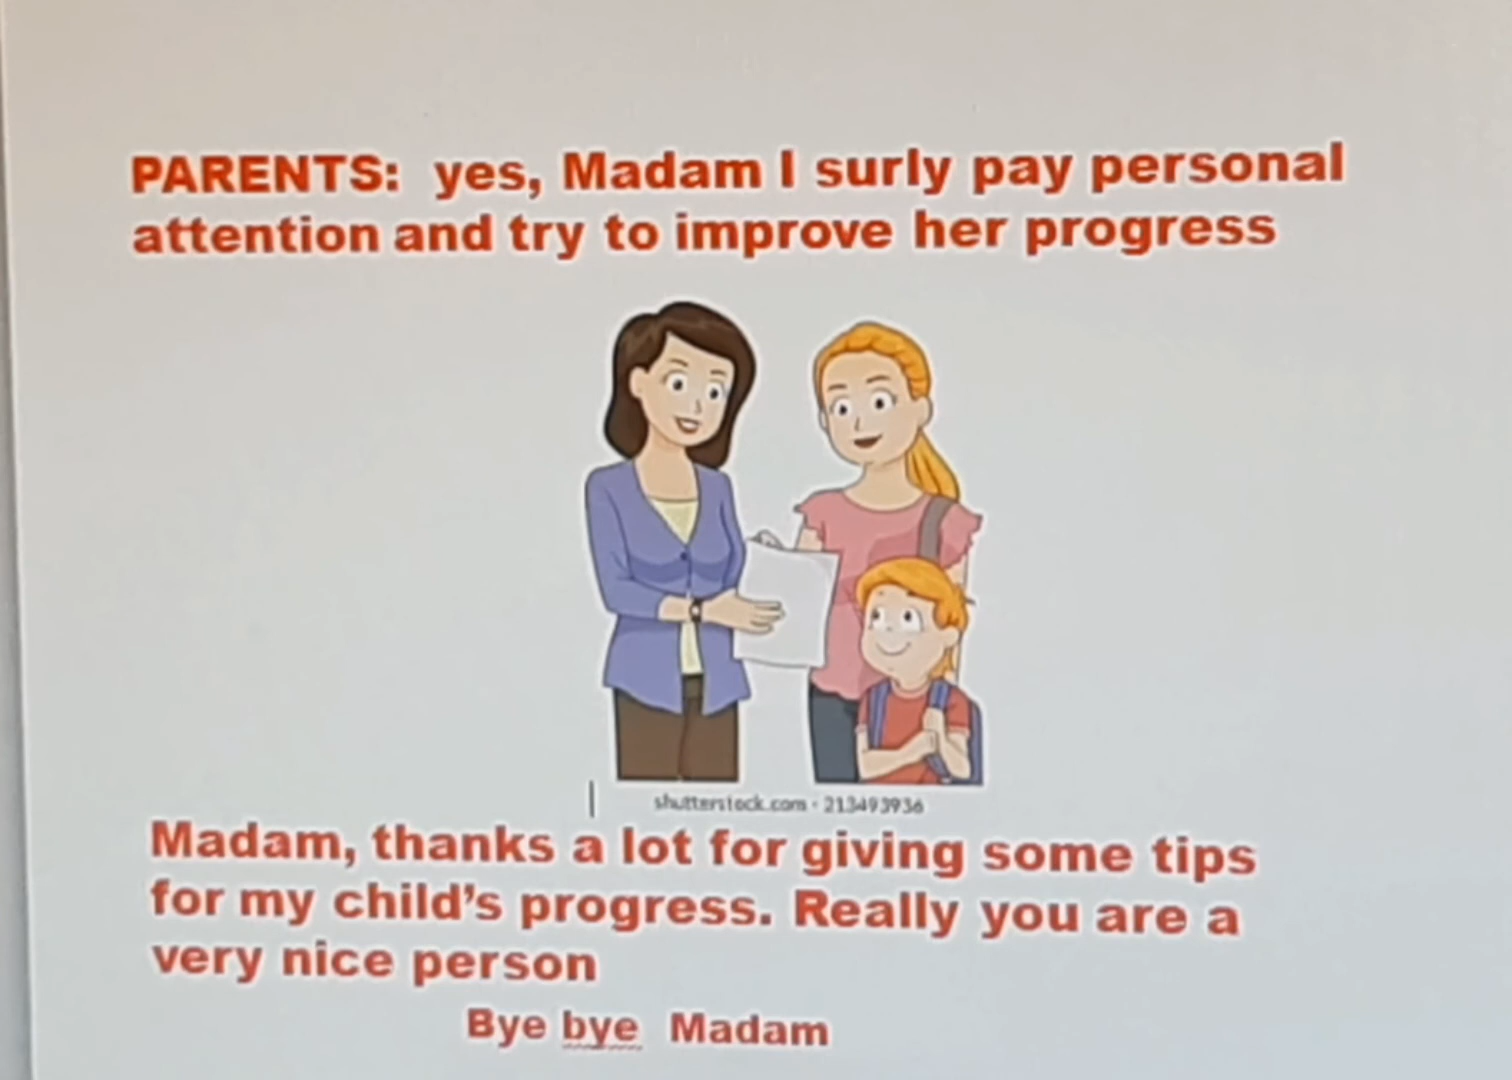 PARENTS: yes, Madam I surly pay personal
attention and try to improve her progress
shutterstock.com · 213493936
Madam, thanks a lot for giving some tips
for my child's progress. Really you are a
very nice person
Bye bye Madam